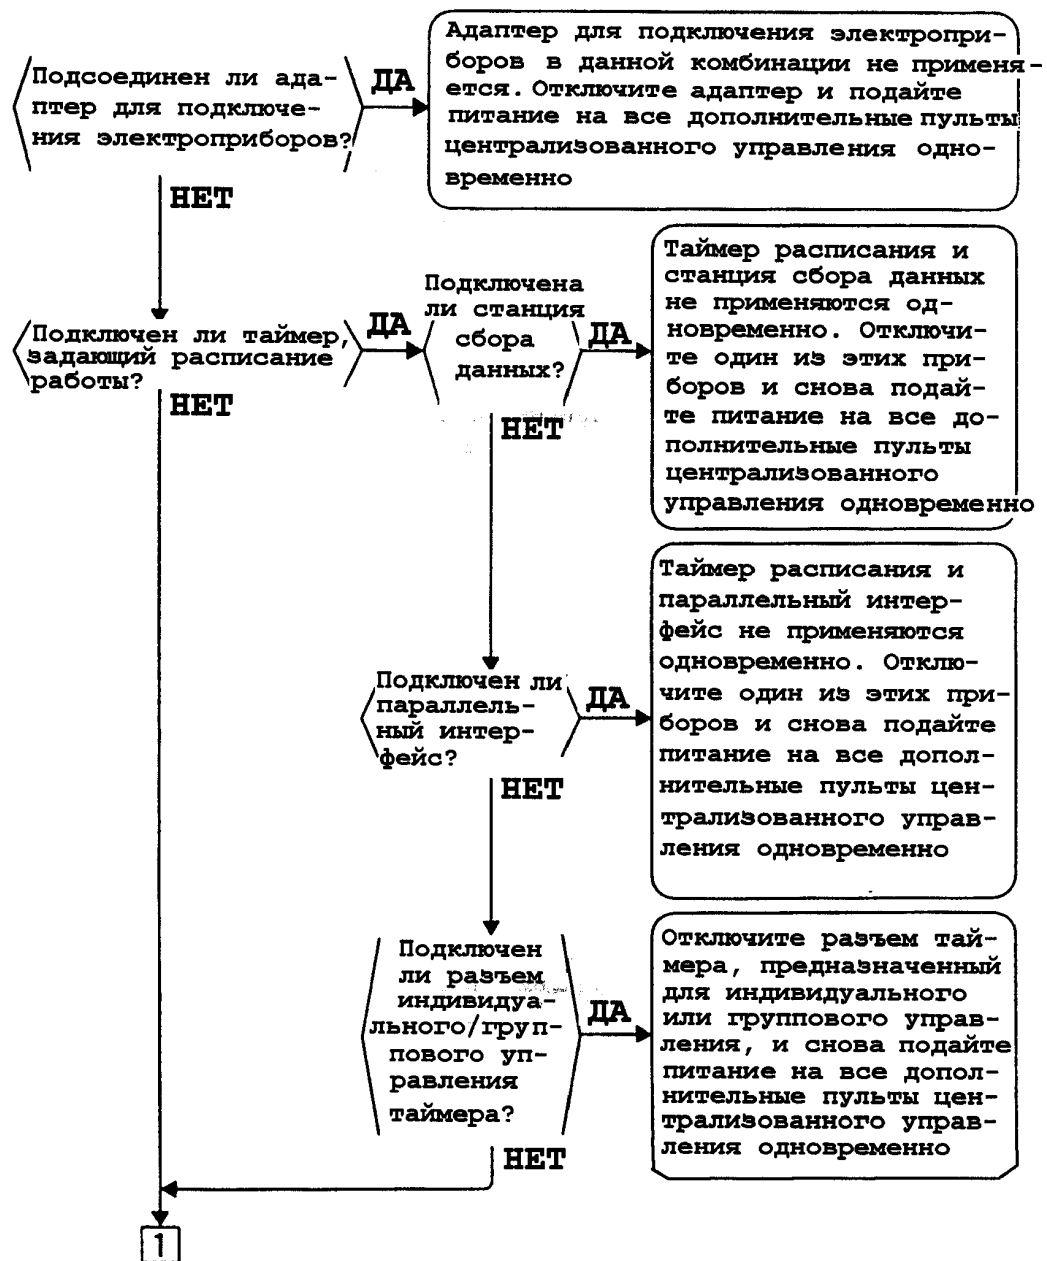 Подсоединен ли ада-
птер для подключе-
ния электроприборов?
ДА
Адаптер для подключения электропри-
боров в данной комбинации не применя-
ется. Отключите адаптер и подайте
питание на все дополнительные пульты
централизованного управления одно-
временно
НЕТ
Подключен ли таймер,
задающий расписание
работы?
ДА
Подключена
ли станция
сбора
данных?
ДА
Таймер расписания и
станция сбора данных
не применяются од-
новременно. Отключи-
те один из этих при-
боров и снова подай-
те питание на все до-
полнительные пульты
централизованного
управления одновременно
НЕТ
НЕТ
Подключен ли
параллель-
ный интер-
фейс?
ДА
Таймер расписания и
параллельный интер-
фейс не применяются
одновременно. Отклю-
чите один из этих при-
боров и снова подайте
питание на все допол-
нительные пульты цен-
трализованного управ-
ления одновременно
НЕТ
Подключен
ли разъем
индивидуа-
льного/груп-
пового уп-
равления
таймера?
ДА
Отключите разъем тай-
мера, предназначенный
для индивидуального
или группового управ-
ления, и снова подайте
питание на все допол-
нительные пульты цен-
трализованного управ-
ления одновременно
НЕТ
1